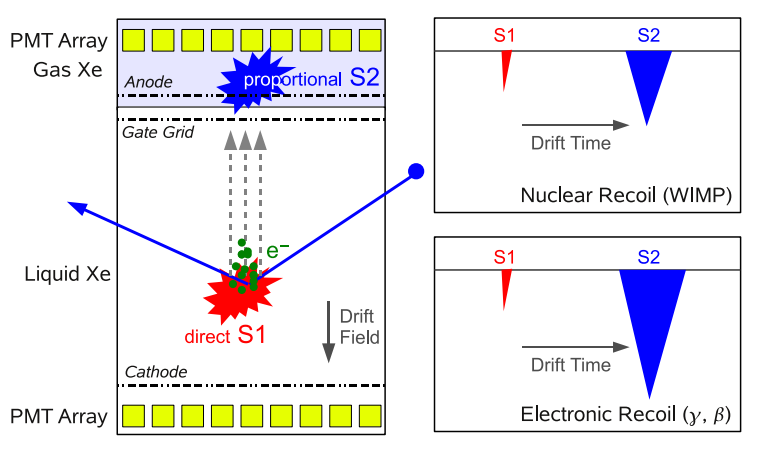 PMT Array
Gas Xe
Anode
proportional S2
Gate Grid
e⁻
Liquid Xe
direct S1
Drift
Field
Cathode
PMT Array
S1 S2
Drift Time
Nuclear Recoil (WIMP)
S1 S2
Drift Time
Electronic Recoil (γ, β)